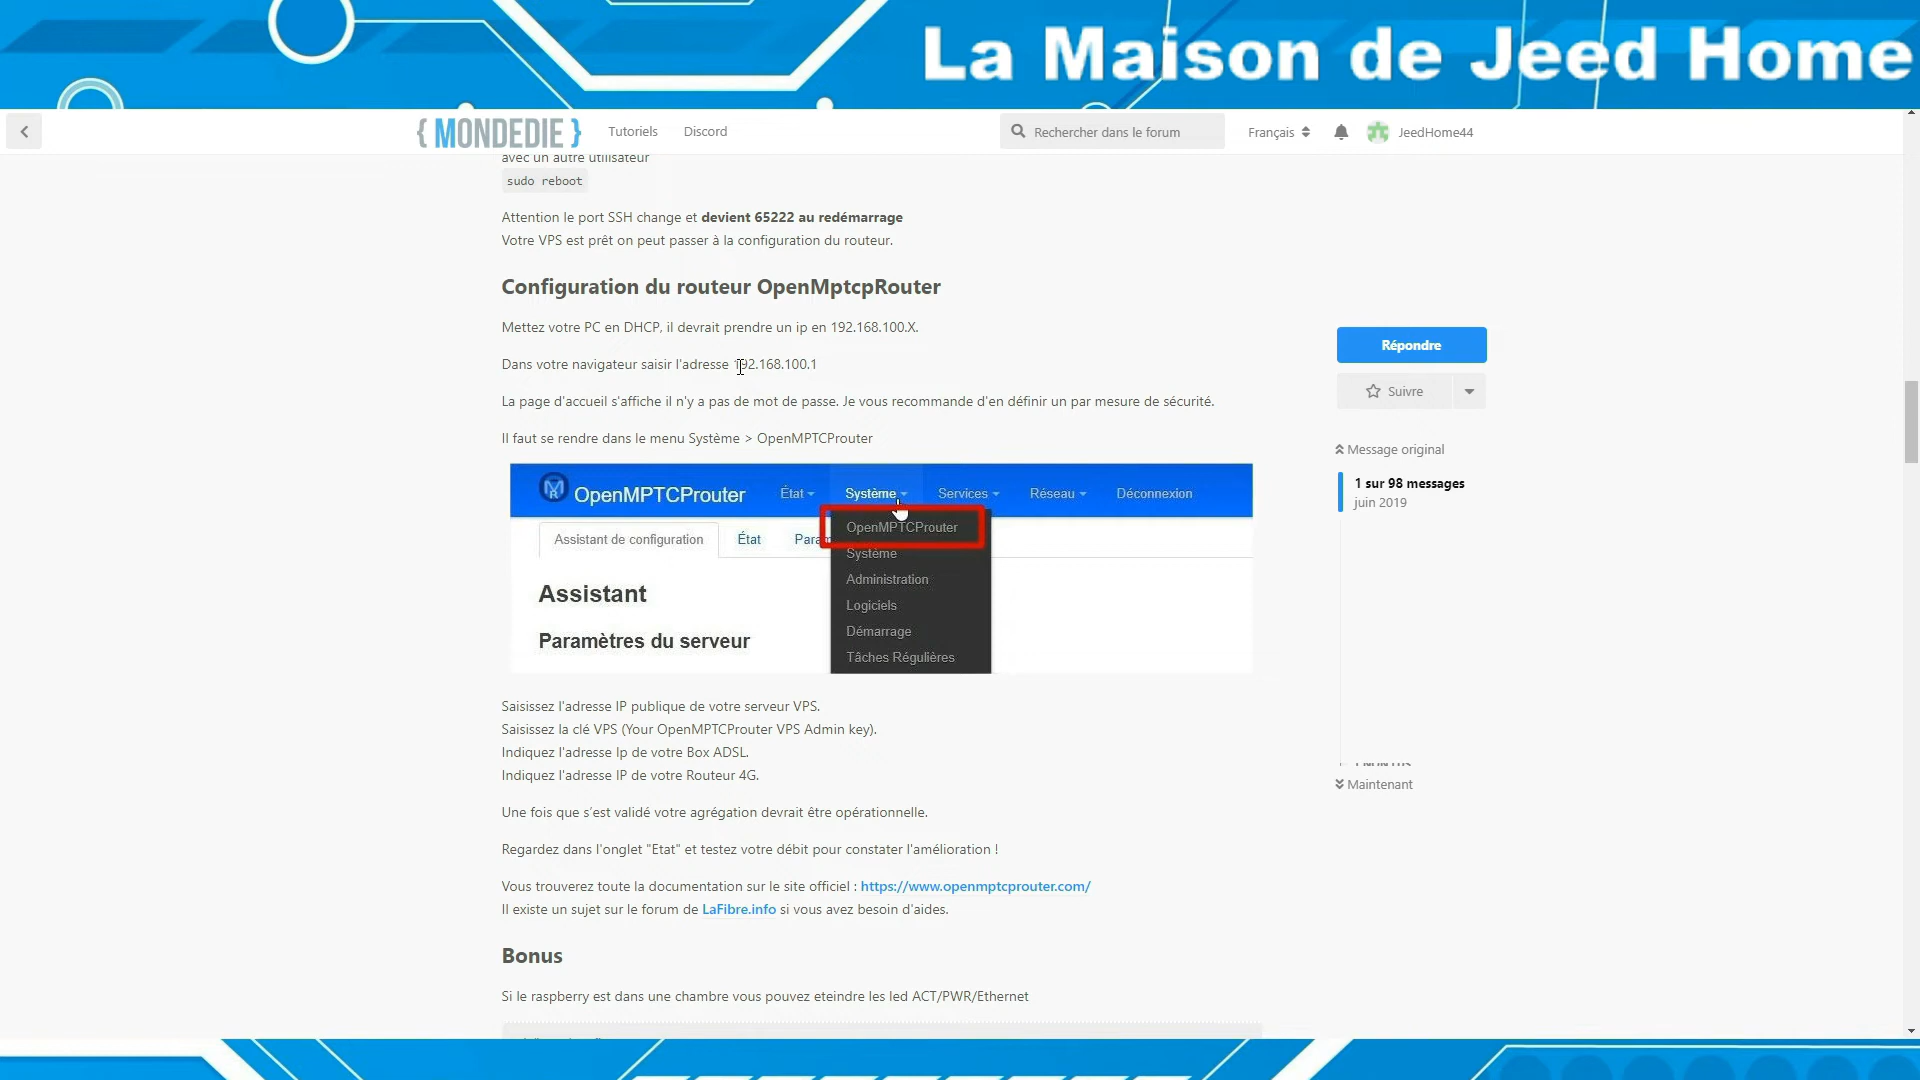 La Maison de Jeed Home
{ MONDEDIE }
Tutoriels
Discord
Rechercher dans le forum
Français
JeedHome44
avec un autre utilisateur
sudo reboot
Attention le port SSH change et devient 65222 au redémarrage
Votre VPS est prêt on peut passer à la configuration du routeur.
Configuration du routeur OpenMptcpRouter
Mettez votre PC en DHCP, il devrait prendre un ip en 192.168.100.X.
Dans votre navigateur saisir l'adresse 192.168.100.1
La page d'accueil s'affiche il n'y a pas de mot de passe. Je vous recommande d'en définir un par mesure de sécurité.
Il faut se rendre dans le menu Système > OpenMPTCProuter
OpenMPTCProuter
État
Système
Services
Réseau
Déconnexion
Assistant de configuration
État
Param
OpenMPTCProuter
Système
Administration
Logiciels
Démarrage
Tâches Régulières
Assistant
Paramètres du serveur
Saisissez l'adresse IP publique de votre serveur VPS.
Saisissez la clé VPS (Your OpenMPTCProuter VPS Admin key).
Indiquez l'adresse Ip de votre Box ADSL.
Indiquez l'adresse IP de votre Routeur 4G.
Une fois que s'est validé votre agrégation devrait être opérationnelle.
Regardez dans l'onglet "Etat" et testez votre débit pour constater l'amélioration !
Vous trouverez toute la documentation sur le site officiel : https://www.openmptcprouter.com/
Il existe un sujet sur le forum de LaFibre.info si vous avez besoin d'aides.
Bonus
Si le raspberry est dans une chambre vous pouvez eteindre les led ACT/PWR/Ethernet
Répondre
Suivre
Message original
1 sur 98 messages
juin 2019
Maintenant